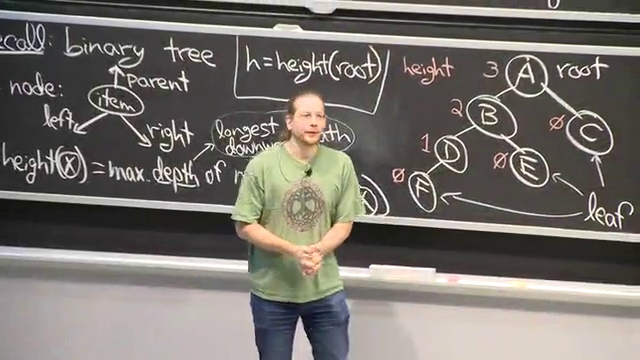 recall: binary tree
node:
parent
item
left
right
height(x) = max. depth of
longest
h = height(root)
height 3 A root
2 B
∅ C
1 D
∅ E
∅ F
leaf